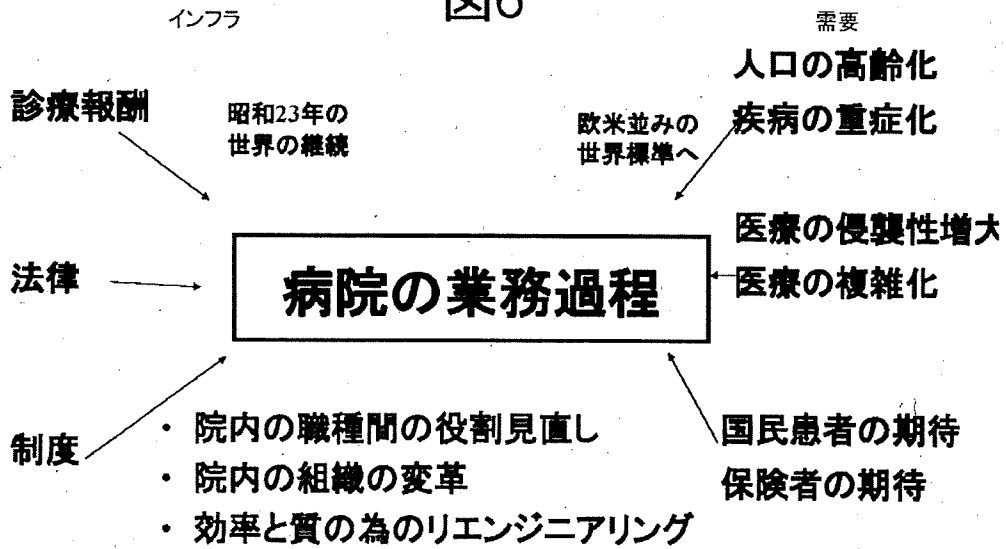 図6
インフラ
需要
診療報酬
昭和23年の
世界の継続
欧米並みの
世界標準へ
人口の高齢化
疾病の重症化
法律
病院の業務過程
医療の侵襲性増大
医療の複雑化
制度
・ 院内の職種間の役割見直し
・ 院内の組織の変革
・ 効率と質の為のリエンジニアリング
国民患者の期待
保険者の期待